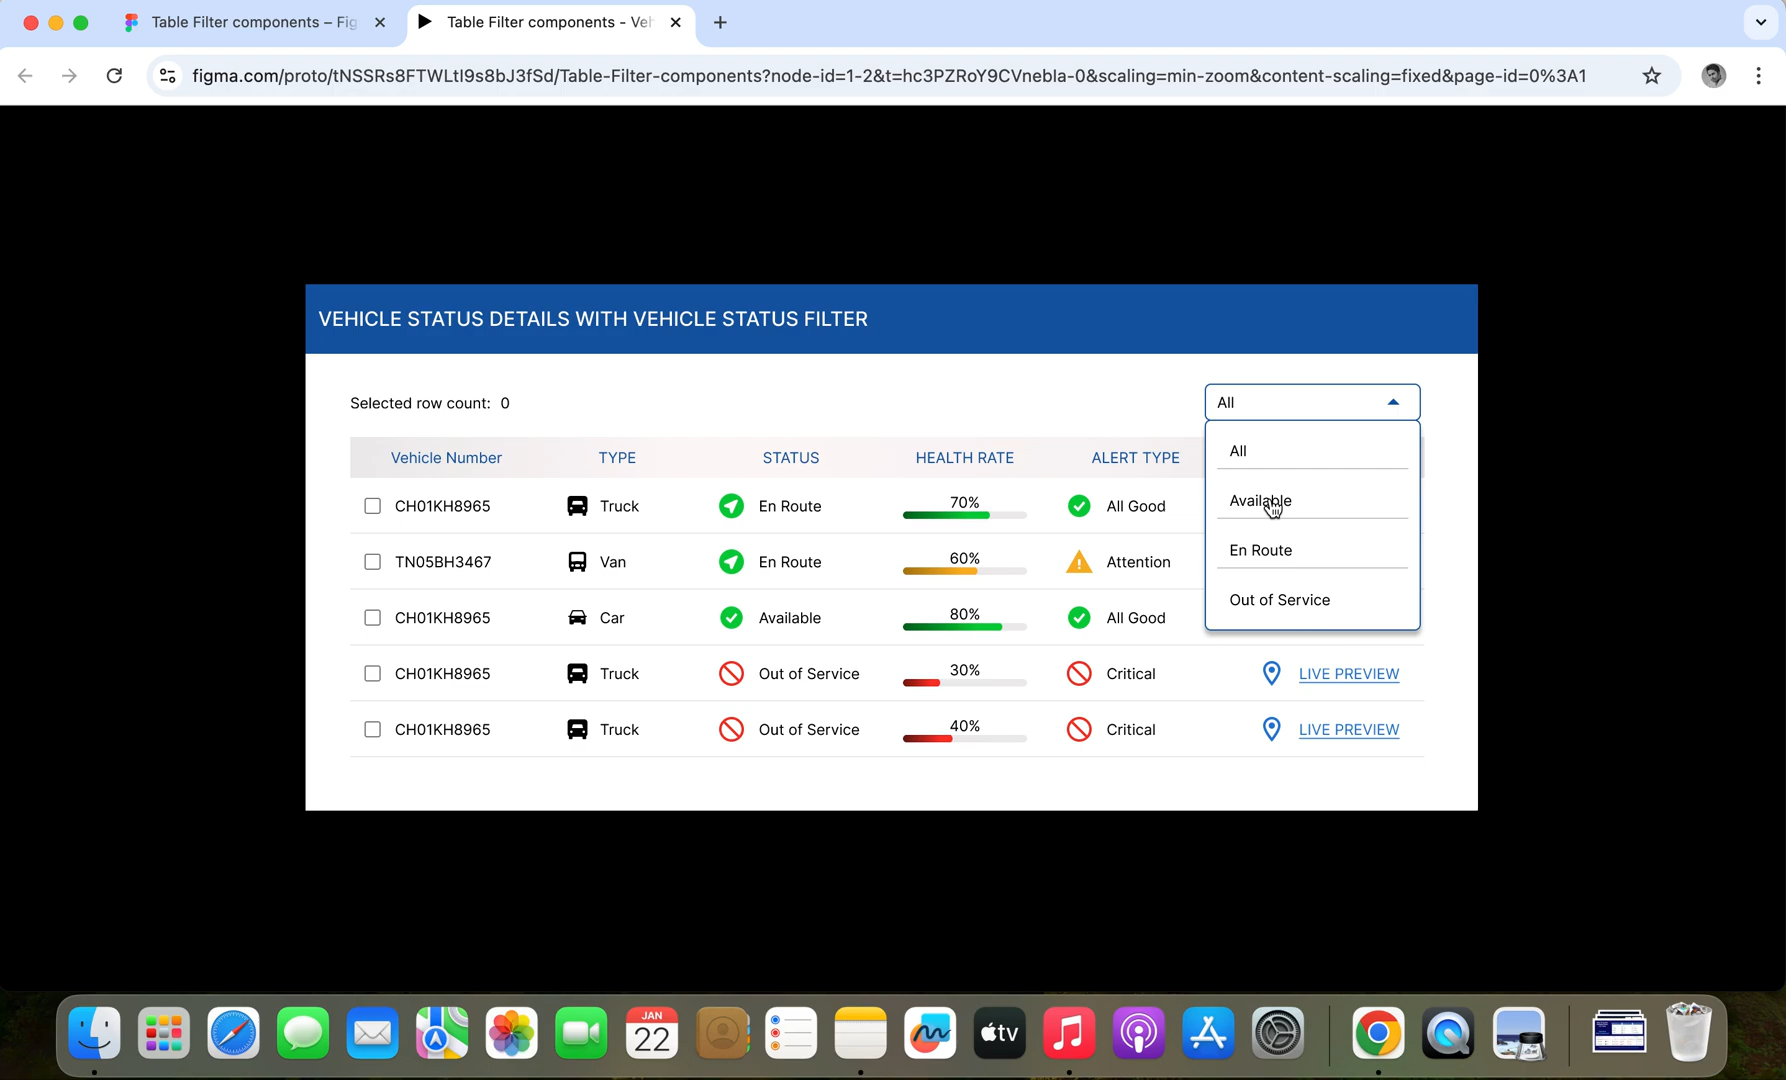 Table Filter components – Fig
Table Filter components - Veh
figma.com/proto/tNSSRs8FTWLtI9s8bJ3fSd/Table-Filter-components?node-id=1-2&t=hc3PZRoY9CVnebla-0&scaling=min-zoom&content-scaling=fixed&page-id=0%3A1
VEHICLE STATUS DETAILS WITH VEHICLE STATUS FILTER
Selected row count: 0
All
Vehicle Number TYPE STATUS HEALTH RATE ALERT TYPE
All
CH01KH8965 Truck En Route 70% All Good
Available
TN05BH3467 Van En Route 60% Attention
En Route
CH01KH8965 Car Available 80% All Good
Out of Service
CH01KH8965 Truck Out of Service 30% Critical LIVE PREVIEW
CH01KH8965 Truck Out of Service 40% Critical LIVE PREVIEW
JAN
22
tv